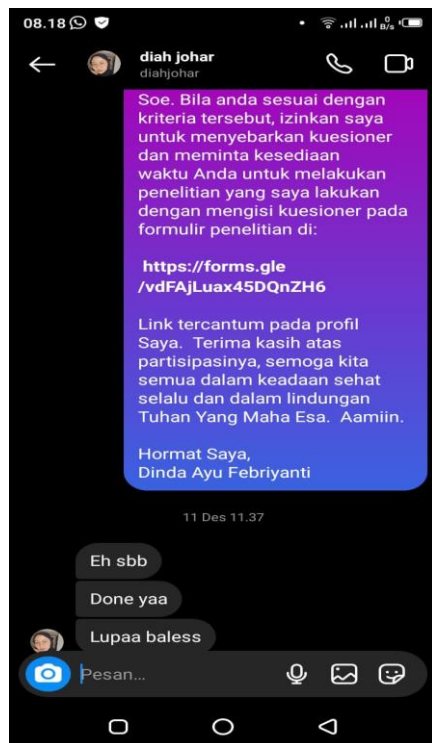 08.18
0
B/s
diah johar
diahjohar
Soe. Bila anda sesuai dengan
kriteria tersebut, izinkan saya
untuk menyebarkan kuesioner
dan meminta kesediaan
waktu Anda untuk melakukan
penelitian yang saya lakukan
dengan mengisi kuesioner pada
formulir penelitian di:
https://forms.gle
/vdFAjLuax45DQnZH6
Link tercantum pada profil
Saya. Terima kasih atas
partisipasinya, semoga kita
semua dalam keadaan sehat
selalu dan dalam lindungan
Tuhan Yang Maha Esa. Aamiin.
Hormat Saya,
Dinda Ayu Febriyanti
11 Des 11.37
Eh sbb
Done yaa
Lupaa baless
Pesan...